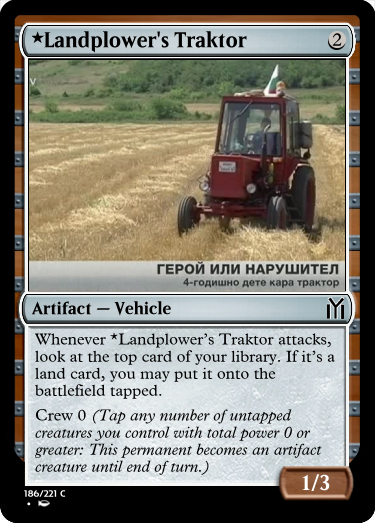 *Landplower's Traktor
2
v
ГЕРОЙ ИЛИ НАРУШИТЕЛ
4-годишно дете кара трактор
Artifact — Vehicle
Whenever *Landplower's Traktor attacks,
look at the top card of your library. If it's a
land card, you may put it onto the
battlefield tapped.
Crew 0 (Tap any number of untapped
creatures you control with total power 0 or
greater: This permanent becomes an artifact
creature until end of turn.)
1/3
186/221 C